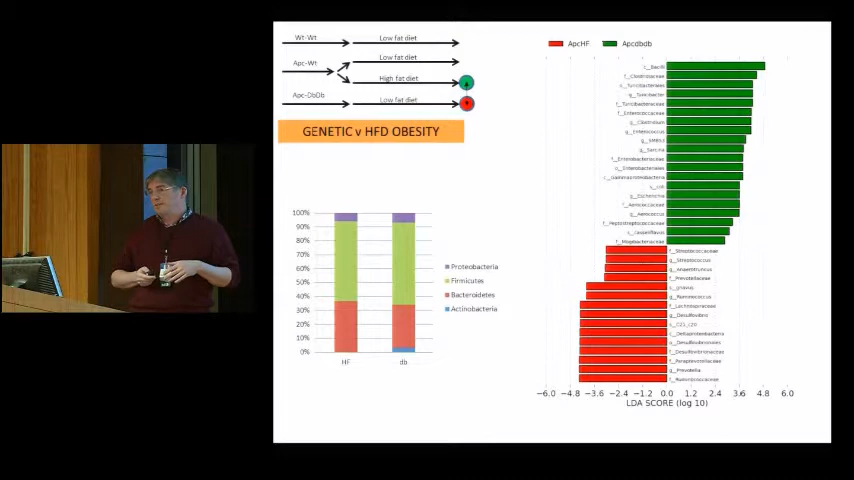 Wt-Wt
Low fat diet
Low fat diet
Apc-Wt
High fat diet
Apc-DbDb
Low fat diet
GENETIC v HFD OBESITY
100%
90%
80%
70%
60%
50%
40%
30%
20%
10%
0%
HF
db
Proteobacteria
Firmicutes
Bacteroidetes
Actinobacteria
ApcHF
Apcdbdb
c__Bacilli
f__Clostridiaceae
o__Turicibacterales
g__Turicibacter
f__Turicibacteraceae
f__Enterococcaceae
g__Clostridium
g__Enterococcus
g__SMB53
g__Sarcina
f__Enterobacteriaceae
o__Enterobacteriales
c__Gammaproteobacteria
s__coli
g__Escherichia
f__Aerococcaceae
g__Aerococcus
f__Peptostreptococcaceae
s__casseliflavus
f__Mogibacteriaceae
f__Streptococcaceae
g__Streptococcus
g__Anaerotruncus
f__Prevotellaceae
s__gnavus
g__Ruminococcus
f__Lachnospiraceae
g__Desulfovibrio
s__C21_c20
c__Deltaproteobacteria
o__Desulfovibrionales
f__Desulfovibrionaceae
f__Paraprevotellaceae
g__Prevotella
f__Ruminococcaceae
−6.0 −4.8 −3.6 −2.4 −1.2 0.0 1.2 2.4 3.6 4.8 6.0
LDA SCORE (log 10)